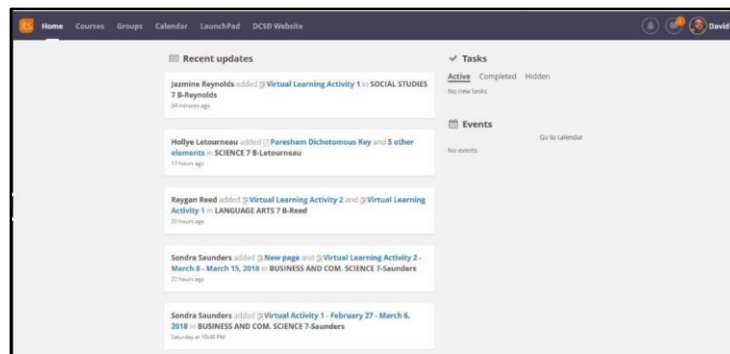 its Home Courses Groups Calendar LaunchPad DCSD Website David
Recent updates
Jazmine Reynolds added Virtual Learning Activity 1 in SOCIAL STUDIES
7 B-Reynolds
54 minutes ago
Hollye Letourneau added Paresham Dichotomous Key and 5 other
elements in SCIENCE 7 B-Letourneau
17 hours ago
Reygan Reed added Virtual Learning Activity 2 and Virtual Learning
Activity 1 in LANGUAGE ARTS 7 B-Reed
20 hours ago
Sondra Saunders added New page and Virtual Learning Activity 2 -
March 8 - March 15, 2018 in BUSINESS AND COM. SCIENCE 7-Saunders
22 hours ago
Sondra Saunders added Virtual Activity 1 - February 27 - March 6,
2018 in BUSINESS AND COM. SCIENCE 7-Saunders
Saturday at 10:40 PM
Tasks
Active Completed Hidden
No new tasks
Events
Go to calendar
No events